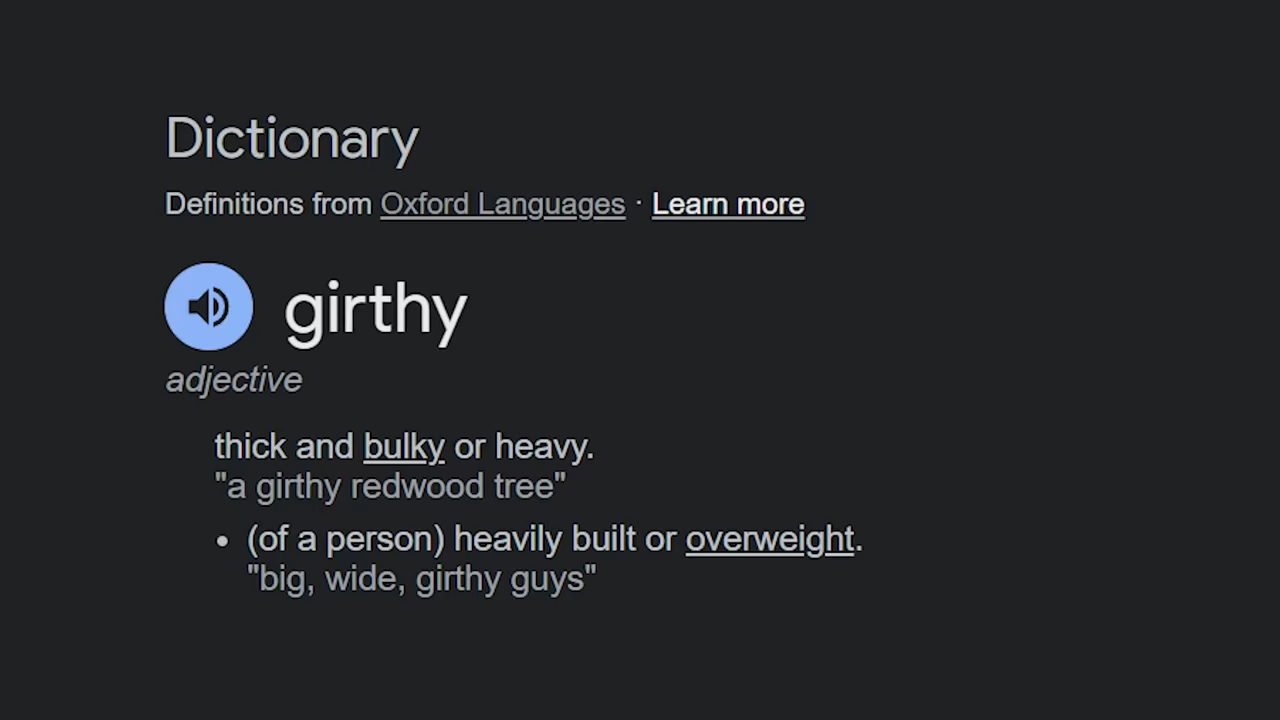 Dictionary
Definitions from Oxford Languages · Learn more
girthy
adjective
thick and bulky or heavy.
"a girthy redwood tree"
• (of a person) heavily built or overweight.
"big, wide, girthy guys"